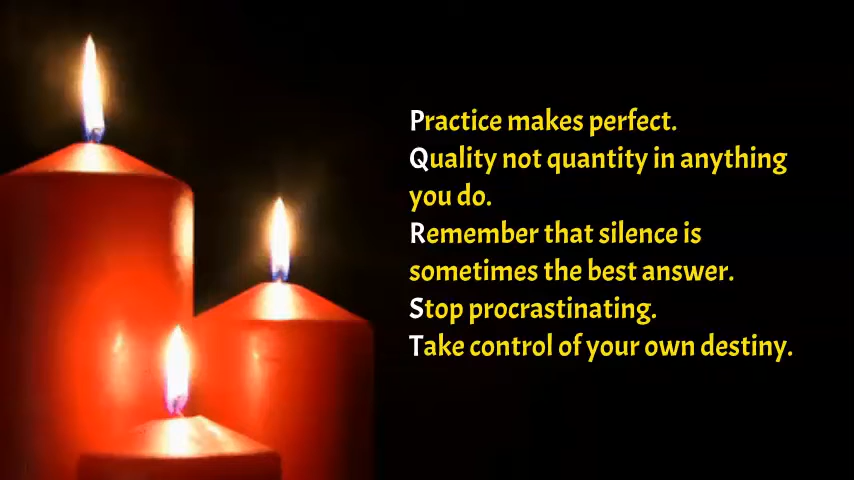 Practice makes perfect.
Quality not quantity in anything
you do.
Remember that silence is
sometimes the best answer.
Stop procrastinating.
Take control of your own destiny.